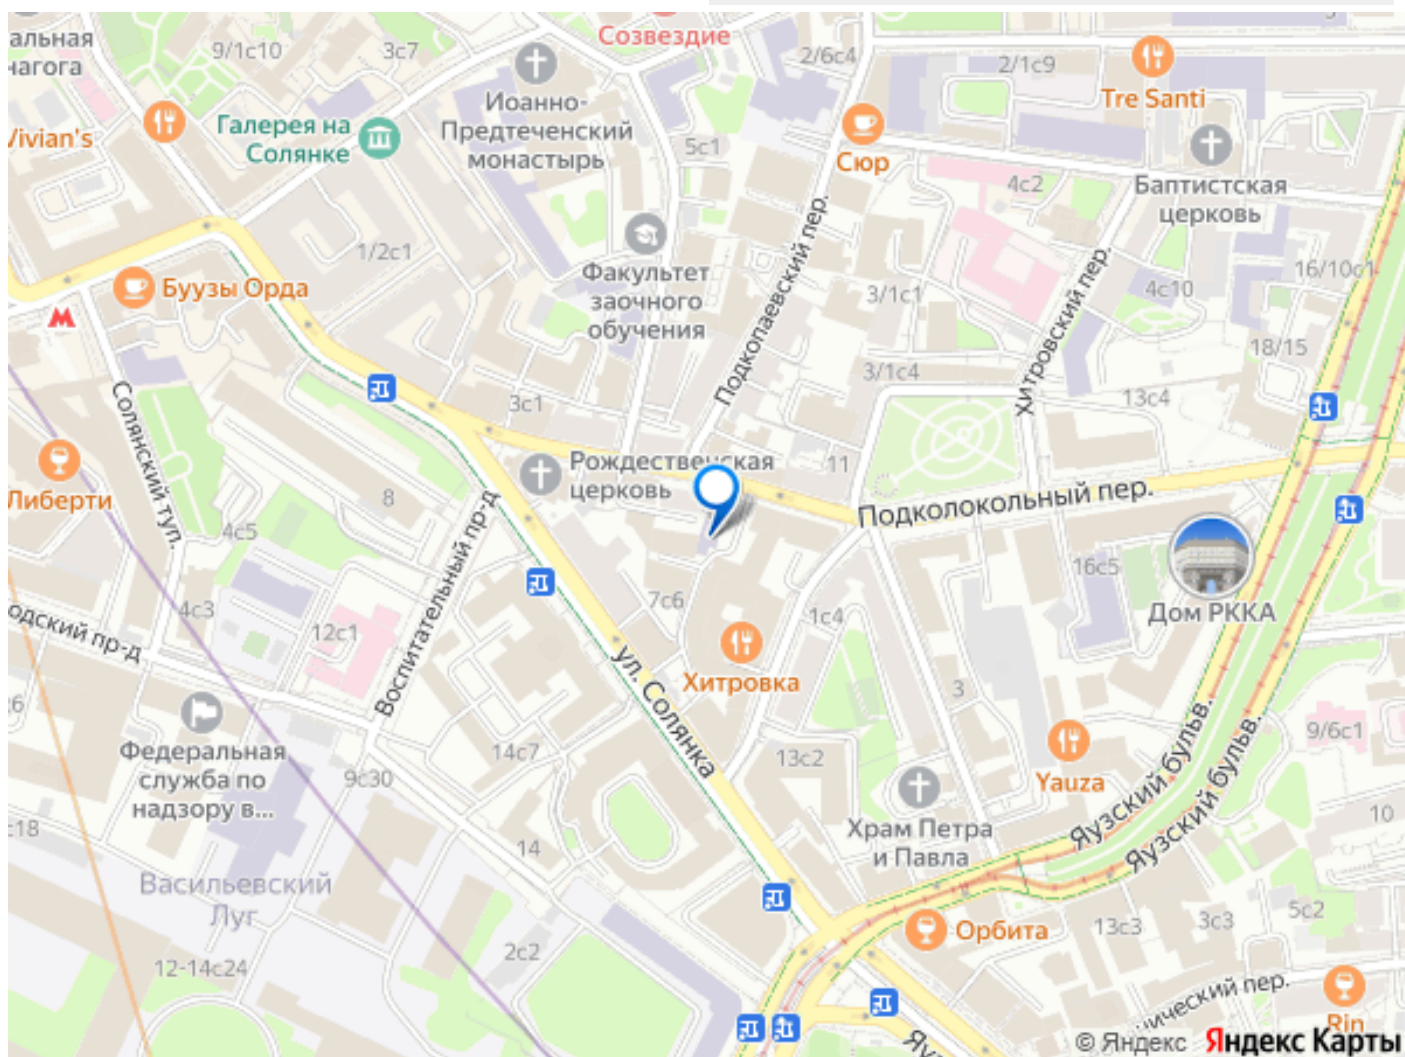 альная
нагога
9/1с10
3с7
Созвездие
2/6с4
2/1с9
Tre Santi
Vivian's
Галерея на
Солянке
Иоанно-
Предтеченский
монастырь
5с1
Сюр
4с2
Баптистская
церковь
1/2с1
Буузы Орда
Факультет
заочного
обучения
Подкопаевский пер.
3/1с1
Хитровский пер.
4с10
16/10с1
18/15
3/1с4
13с4
3с1
Солянский туп.
Либерти
8
Рождественская
церковь
11
Подколокольный пер.
4с5
Воспитательный пр-д
16с5
Дом РККА
4с3
7с6
1с4
одский пр-д
12с1
ул. Солянка
Хитровка
3
Федеральная
служба по
надзору в...
14с7
9с30
13с2
Yauza
Яузский бульв.
Яузский бульв.
9/6с1
10
Храм Петра
и Павла
14
Васильевский
Луг
2с2
12-14с24
Орбита
13с3
3с3
5с2
Rin
© Яндекс Яндекс Карты